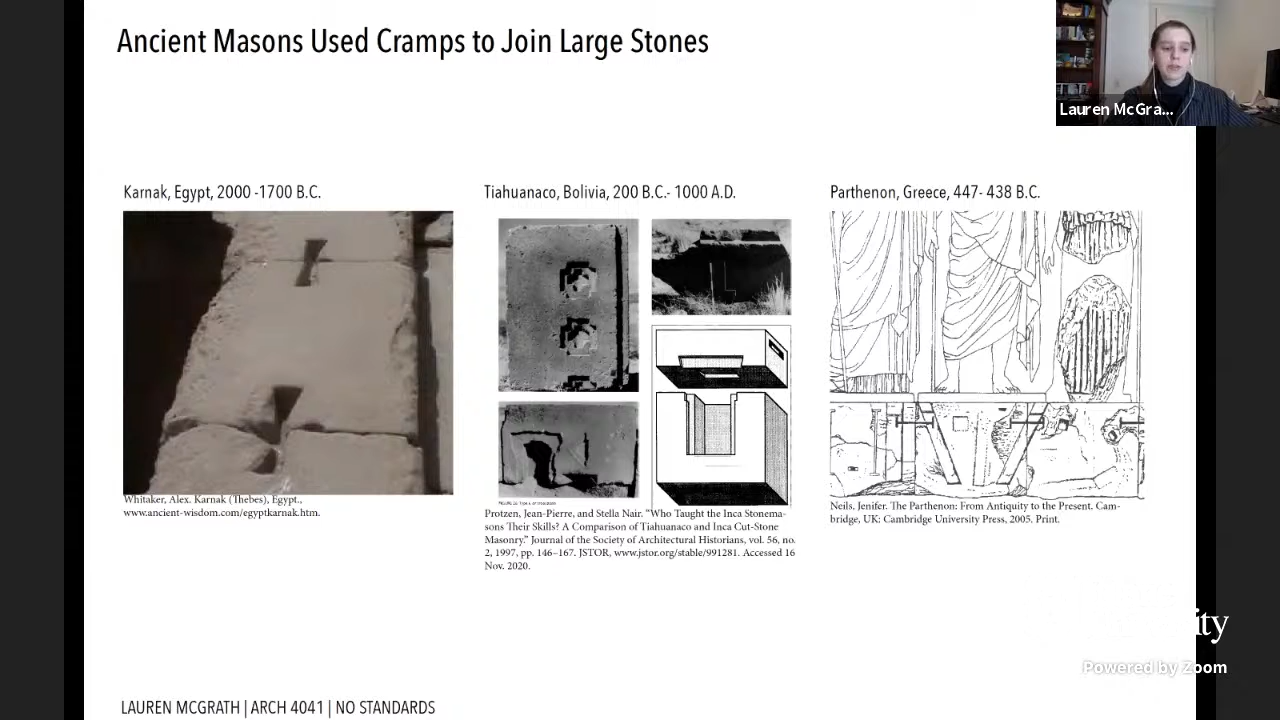 Ancient Masons Used Cramps to Join Large Stones
Lauren McGra...
Karnak, Egypt, 2000 -1700 B.C.
Tiahuanaco, Bolivia, 200 B.C.- 1000 A.D.
Parthenon, Greece, 447- 438 B.C.
Whitaker, Alex. Karnak (Thebes), Egypt.,
www.ancient-wisdom.com/egyptkarnak.htm.
Protzen, Jean-Pierre, and Stella Nair. "Who Taught the Inca Stonema-
sons Their Skills? A Comparison of Tiahuanaco and Inca Cut-Stone
Masonry." Journal of the Society of Architectural Historians, vol. 56, no.
2, 1997, pp. 146–167. JSTOR, www.jstor.org/stable/991281. Accessed 16
Nov. 2020.
Neils, Jenifer. The Parthenon: From Antiquity to the Present. Cam-
bridge, UK: Cambridge University Press, 2005. Print.
ity
Powered by Zoom
LAUREN MCGRATH | ARCH 4041 | NO STANDARDS